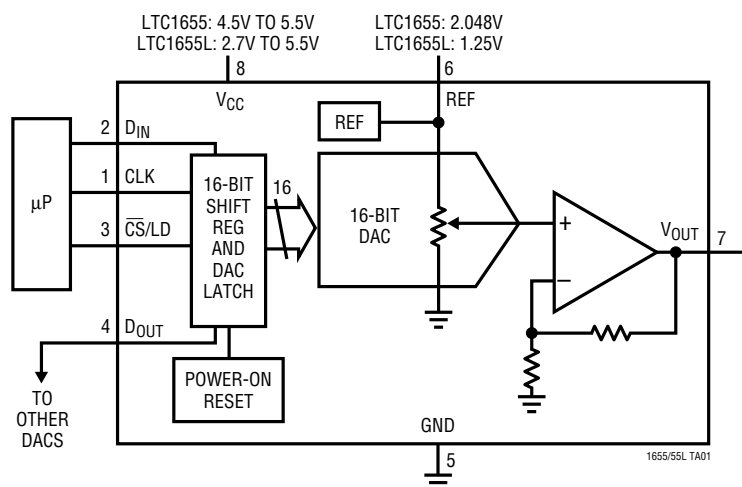 LTC1655: 4.5V TO 5.5V
LTC1655L: 2.7V TO 5.5V
LTC1655: 2.048V
LTC1655L: 1.25V
8
6
VCC
REF
2
DIN
REF
μP
1
CLK
16-BIT
SHIFT
REG
AND
DAC
LATCH
16
16-BIT
DAC
3
CS/LD
+
–
VOUT
7
4
DOUT
POWER-ON
RESET
TO
OTHER
DACS
GND
5
1655/55L TA01